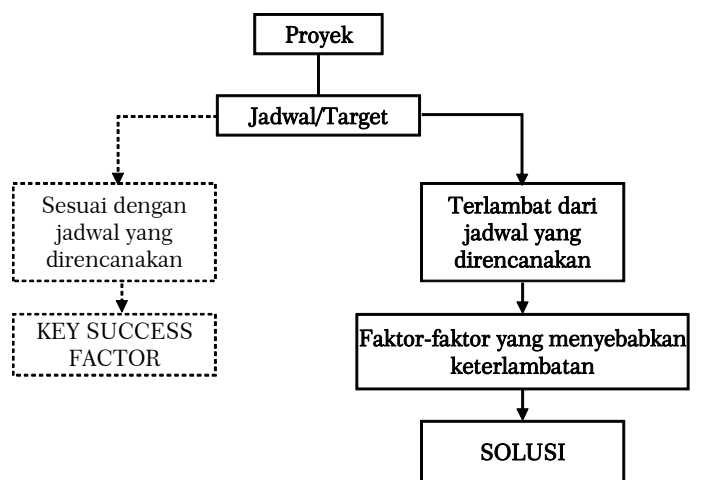 Proyek
Jadwal/Target
Sesuai dengan
jadwal yang
direncanakan
Terlambat dari
jadwal yang
direncanakan
KEY SUCCESS
FACTOR
Faktor-faktor yang menyebabkan
keterlambatan
SOLUSI